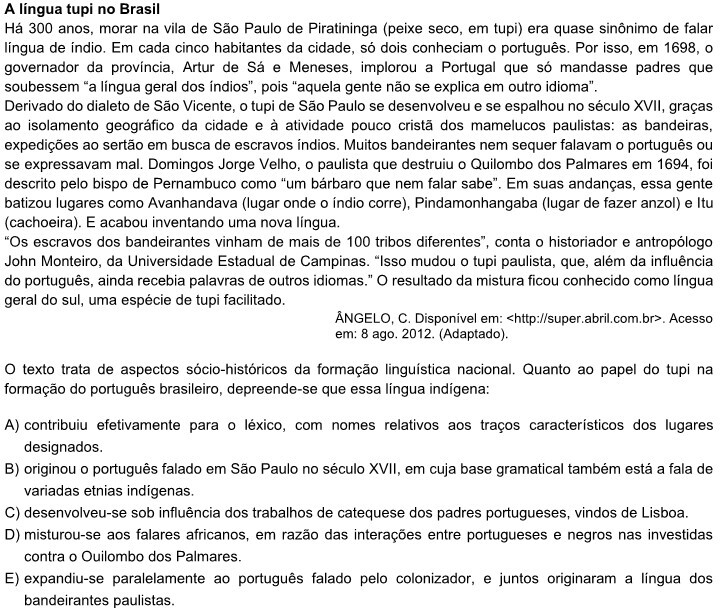 A língua tupi no Brasil
Há 300 anos, morar na vila de São Paulo de Piratininga (peixe seco, em tupi) era quase sinônimo de falar
língua de índio. Em cada cinco habitantes da cidade, só dois conheciam o português. Por isso, em 1698, o
governador da província, Artur de Sá e Meneses, implorou a Portugal que só mandasse padres que
soubessem “a língua geral dos índios”, pois “aquela gente não se explica em outro idioma”.
Derivado do dialeto de São Vicente, o tupi de São Paulo se desenvolveu e se espalhou no século XVII, graças
ao isolamento geográfico da cidade e à atividade pouco cristã dos mamelucos paulistas: as bandeiras,
expedições ao sertão em busca de escravos índios. Muitos bandeirantes nem sequer falavam o português ou
se expressavam mal. Domingos Jorge Velho, o paulista que destruiu o Quilombo dos Palmares em 1694, foi
descrito pelo bispo de Pernambuco como “um bárbaro que nem falar sabe”. Em suas andanças, essa gente
batizou lugares como Avanhandava (lugar onde o índio corre), Pindamonhangaba (lugar de fazer anzol) e Itu
(cachoeira). E acabou inventando uma nova língua.
“Os escravos dos bandeirantes vinham de mais de 100 tribos diferentes”, conta o historiador e antropólogo
John Monteiro, da Universidade Estadual de Campinas. “Isso mudou o tupi paulista, que, além da influência
do português, ainda recebia palavras de outros idiomas.” O resultado da mistura ficou conhecido como língua
geral do sul, uma espécie de tupi facilitado.
ÂNGELO, C. Disponível em: <http://super.abril.com.br>. Acesso
em: 8 ago. 2012. (Adaptado).
O texto trata de aspectos sócio-históricos da formação linguística nacional. Quanto ao papel do tupi na
formação do português brasileiro, depreende-se que essa língua indígena:
A) contribuiu efetivamente para o léxico, com nomes relativos aos traços característicos dos lugares
designados.
B) originou o português falado em São Paulo no século XVII, em cuja base gramatical também está a fala de
variadas etnias indígenas.
C) desenvolveu-se sob influência dos trabalhos de catequese dos padres portugueses, vindos de Lisboa.
D) misturou-se aos falares africanos, em razão das interações entre portugueses e negros nas investidas
contra o Ouilombo dos Palmares.
E) expandiu-se paralelamente ao português falado pelo colonizador, e juntos originaram a língua dos
bandeirantes paulistas.